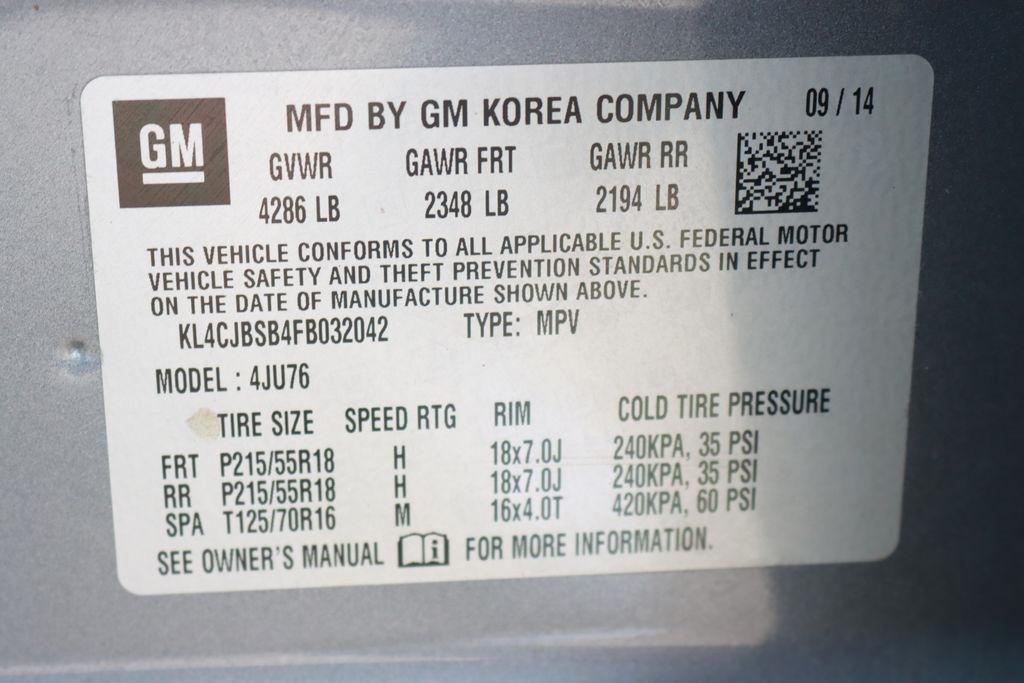 GM
MFD BY GM KOREA COMPANY 09 / 14
GVWR GAWR FRT GAWR RR
4286 LB 2348 LB 2194 LB
THIS VEHICLE CONFORMS TO ALL APPLICABLE U.S. FEDERAL MOTOR
VEHICLE SAFETY AND THEFT PREVENTION STANDARDS IN EFFECT
ON THE DATE OF MANUFACTURE SHOWN ABOVE.
KL4CJBSB4FB032042 TYPE: MPV
MODEL : 4JU76
TIRE SIZE SPEED RTG RIM COLD TIRE PRESSURE
FRT P215/55R18 H 18x7.0J 240KPA, 35 PSI
RR P215/55R18 H 18x7.0J 240KPA, 35 PSI
SPA T125/70R16 M 16x4.0T 420KPA, 60 PSI
SEE OWNER'S MANUAL i FOR MORE INFORMATION.